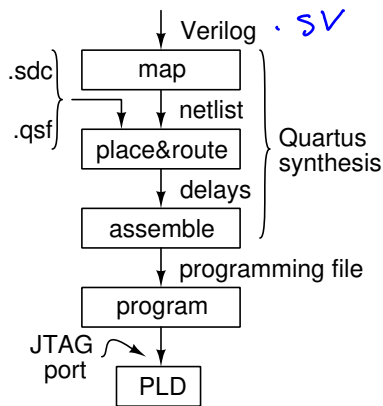 Verilog .sv
.sdc
map
netlist
.qsf
place&route
Quartus
synthesis
delays
assemble
programming file
program
JTAG
port
PLD